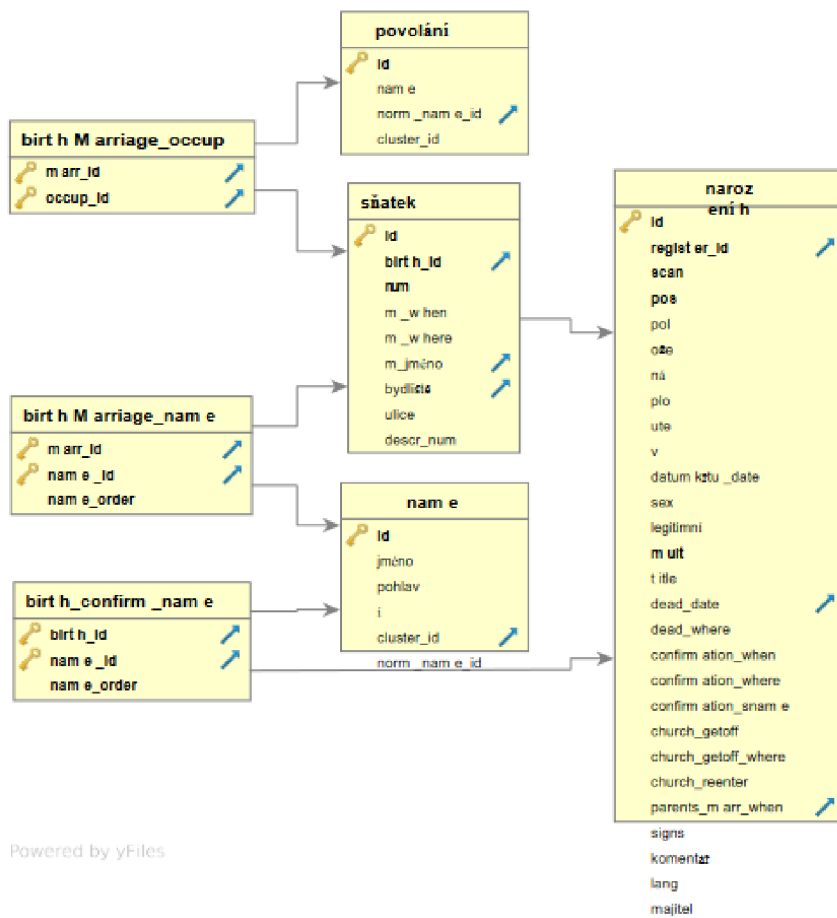 povolání
id
nam e
norm _nam e_id
cluster_id
birt h M arriage_occup
m arr_id
occup_id
sňatek
id
birt h_id
num
m _w hen
m _w here
m_jméno
bydliště
ulice
descr_num
birt h M arriage_nam e
m arr_id
nam e _id
nam e_order
nam e
id
jméno
pohlav
i
cluster_id
norm _nam e_id
birt h_confirm _nam e
birt h_id
nam e _id
nam e_order
naroz
ení h
id
regist er_id
scan
pos
pol
ná
plo
ute
v
datum křtu _date
sex
legitimní
m ult
t itle
dead_date
dead_where
confirm ation_when
confirm ation_where
confirm ation_snam e
church_getoff
church_getoff_where
church_reenter
parents_m arr_when
signs
komentář
lang
majitel
Powered by yFiles